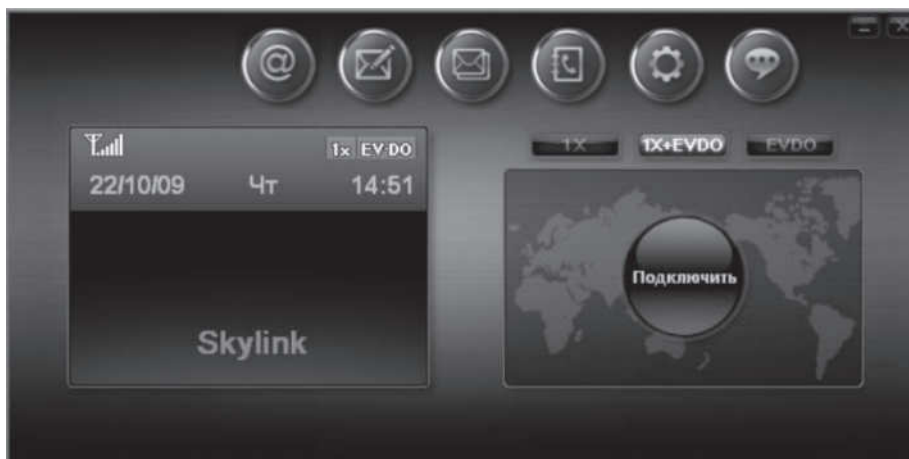 @
1x EV-DO
22/10/09 Чт 14:51
Skylink
1X 1X+EVDO EVDO
Подключить